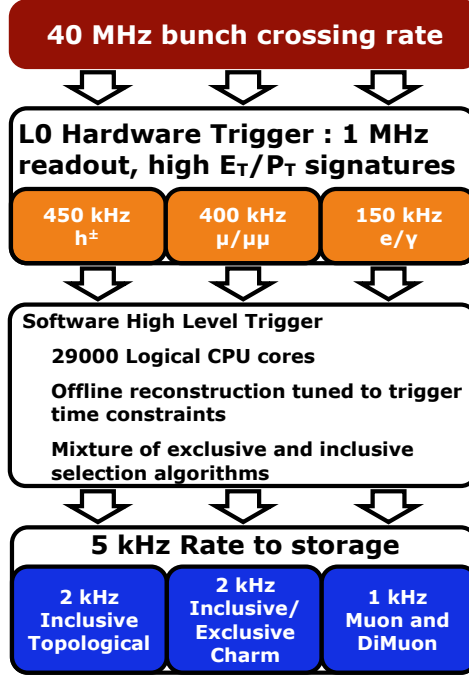 40 MHz bunch crossing rate
L0 Hardware Trigger : 1 MHz
readout, high E_T/P_T signatures
450 kHz
h±
400 kHz
μ/μμ
150 kHz
e/γ
Software High Level Trigger
29000 Logical CPU cores
Offline reconstruction tuned to trigger
time constraints
Mixture of exclusive and inclusive
selection algorithms
5 kHz Rate to storage
2 kHz
Inclusive
Topological
2 kHz
Inclusive/
Exclusive
Charm
1 kHz
Muon and
DiMuon